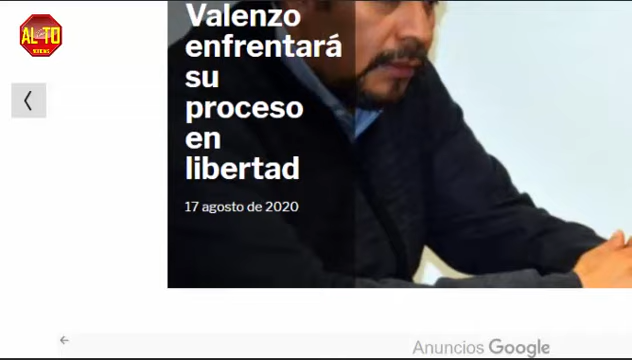 AL TO
Valenzo
enfrentará
su
proceso
en
libertad
17 agosto de 2020
Anuncios Google